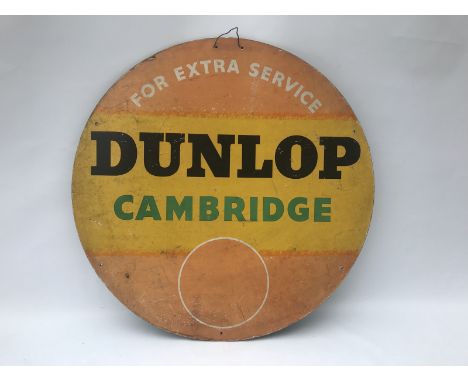 FOR EXTRA SERVICE
DUNLOP
CAMBRIDGE